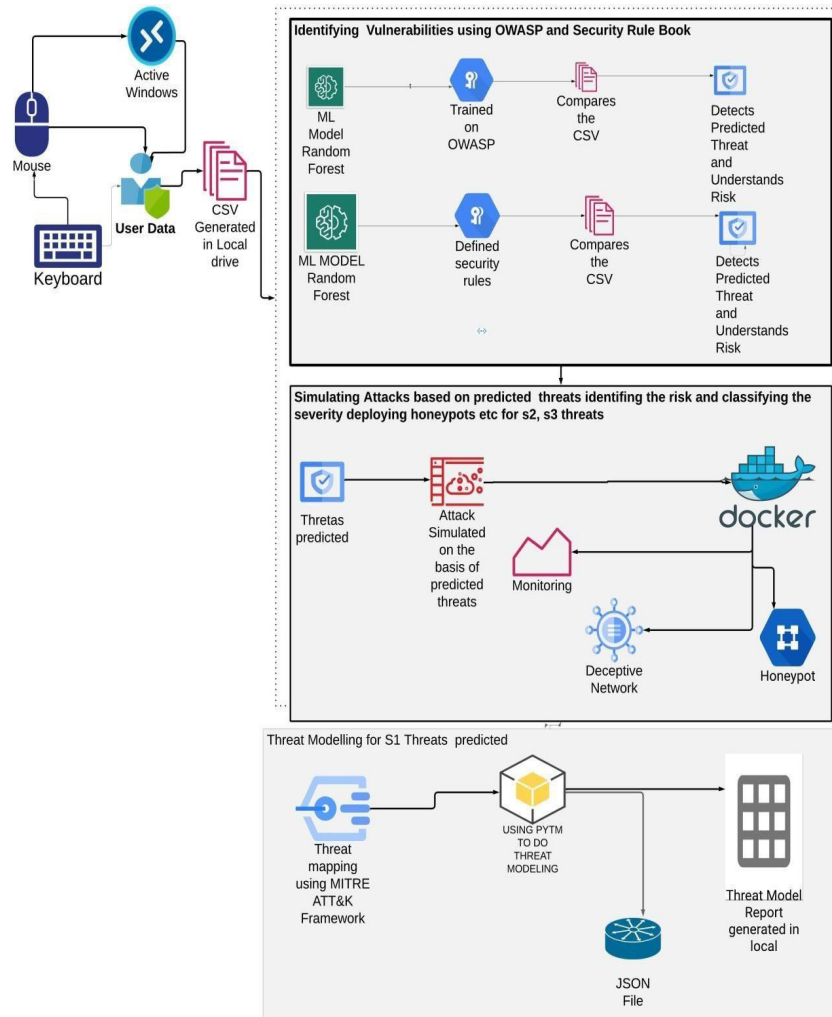 Active
Windows
Mouse
User Data
Keyboard
CSV
Generated
in Local
drive
Identifying Vulnerabilities using OWASP and Security Rule Book
ML
Model
Random
Forest
Trained
on
OWASP
Compares
the
CSV
Detects
Predicted
Threat
and
Understands
Risk
ML MODEL
Random
Forest
Defined
security
rules
Compares
the
CSV
Detects
Predicted
Threat
and
Understands
Risk
Simulating Attacks based on predicted threats identifing the risk and classifying the
severity deploying honeypots etc for s2, s3 threats
Thretas
predicted
Attack
Simulated
on the
basis of
predicted
threats
docker
Monitoring
Deceptive
Network
Honeypot
Threat Modelling for S1 Threats predicted
Threat
mapping
using MITRE
ATT&K
Framework
USING PYTM
TO DO
THREAT
MODELING
JSON
File
Threat Model
Report
generated in
local